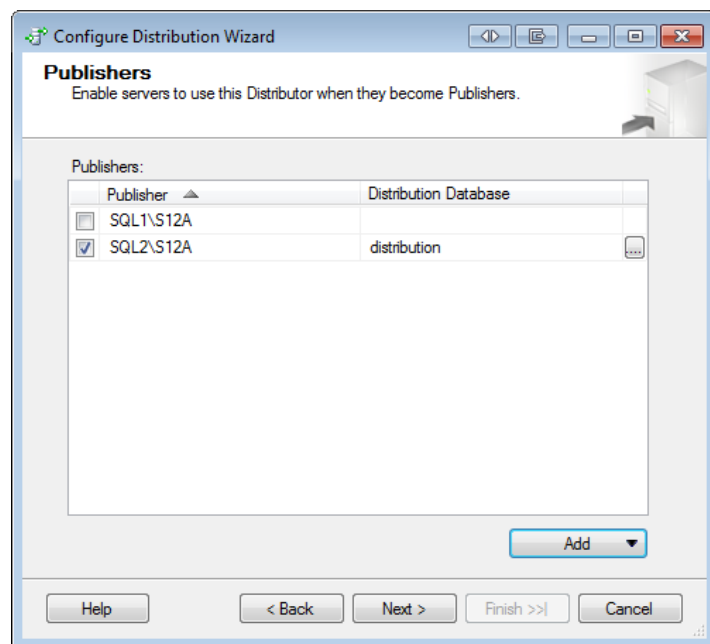 Configure Distribution Wizard
Publishers
Enable servers to use this Distributor when they become Publishers.
Publishers:
Publisher Distribution Database
SQL1\S12A
SQL2\S12A distribution ...
Add
Help < Back Next > Finish >>| Cancel